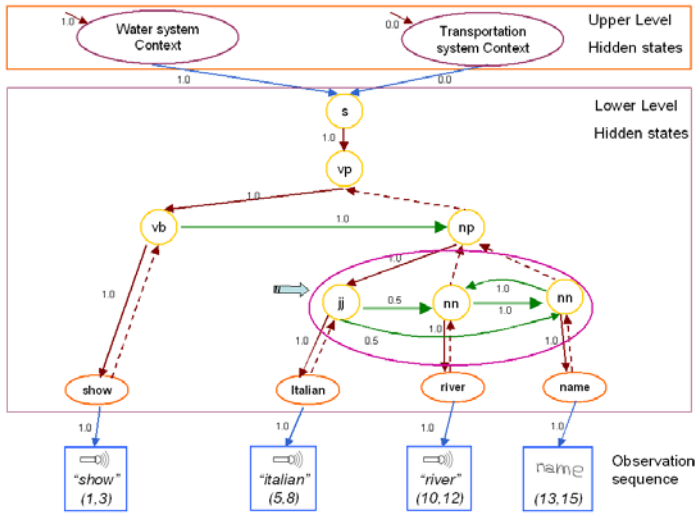 1.0
Water system
Context
0.0
Transportation
system Context
Upper Level
Hidden states
1.0
0.0
s
Lower Level
Hidden states
1.0
vp
1.0
vb
1.0
np
1.0
1.0
jj
0.5
nn
1.0
1.0
nn
1.0
1.0
0.5
1.0
1.0
show
Italian
river
name
1.0
1.0
1.0
1.0
"show"
(1,3)
"italian"
(5,8)
"river"
(10,12)
name
(13,15)
Observation
sequence